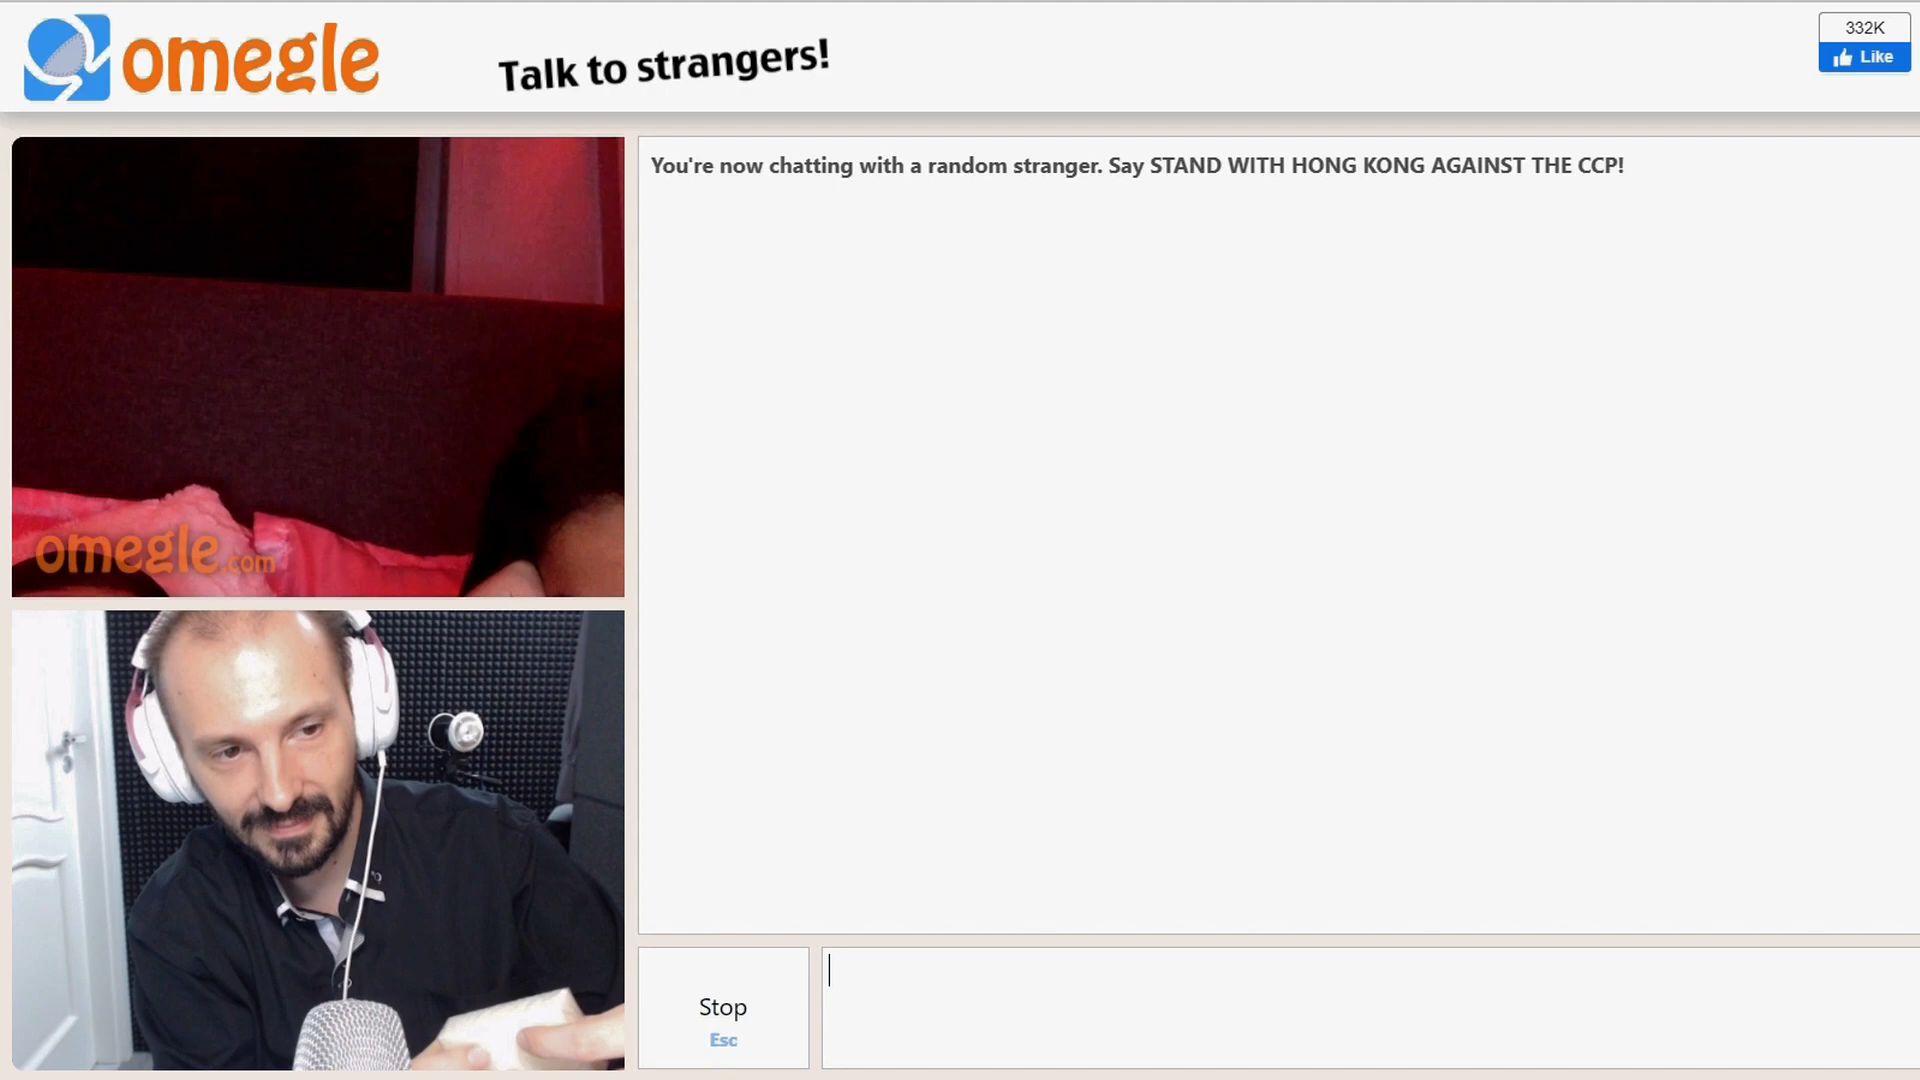 omegle
Talk to strangers!
332K
Like
You're now chatting with a random stranger. Say STAND WITH HONG KONG AGAINST THE CCP!
omegle.com
Stop
Esc